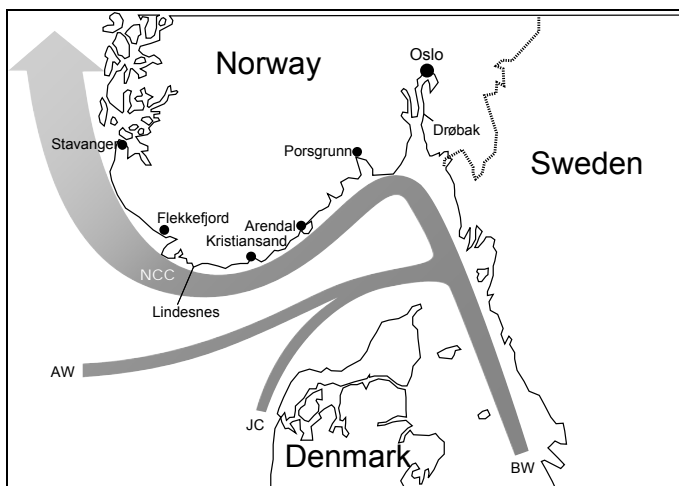 Oslo
Norway
Drøbak
Stavanger
Porsgrunn
Sweden
Flekkefjord
Arendal
Kristiansand
NCC
Lindesnes
AW
JC
Denmark
BW